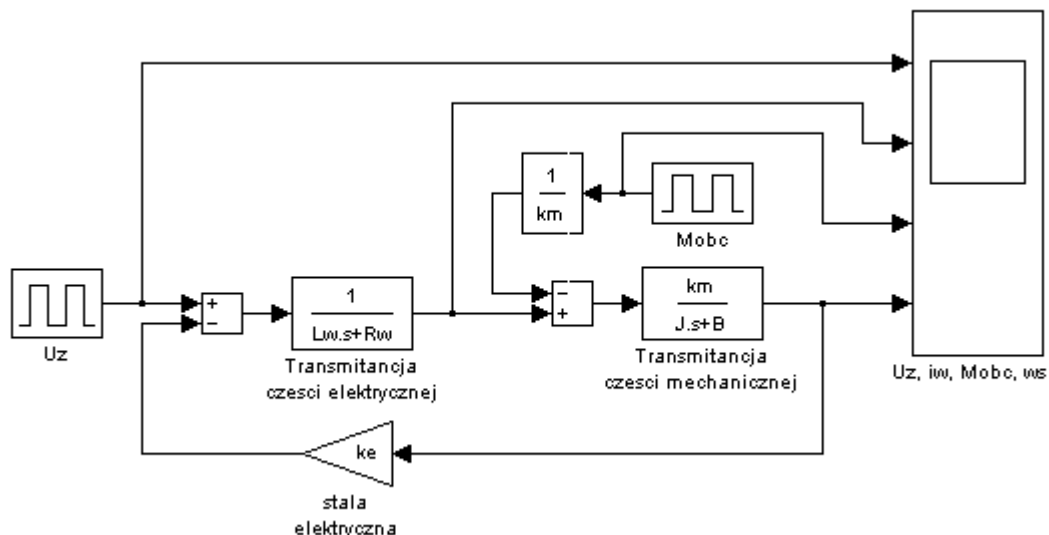 1
km
Mobc
Uz
+
−
1
Lw.s+Rw
Transmitancja
czesci elektrycznej
−
+
km
J.s+B
Transmitancja
czesci mechanicznej
Uz, iw, Mobc, ws
ke
stala
elektryczna